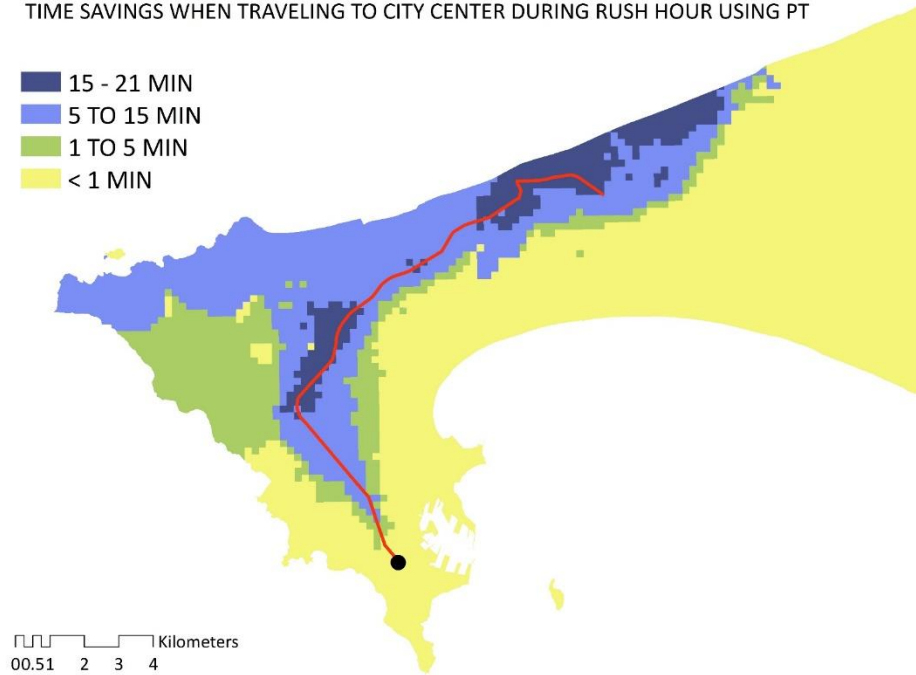 TIME SAVINGS WHEN TRAVELING TO CITY CENTER DURING RUSH HOUR USING PT
15 - 21 MIN
5 TO 15 MIN
1 TO 5 MIN
< 1 MIN
Kilometers
00.51 2 3 4